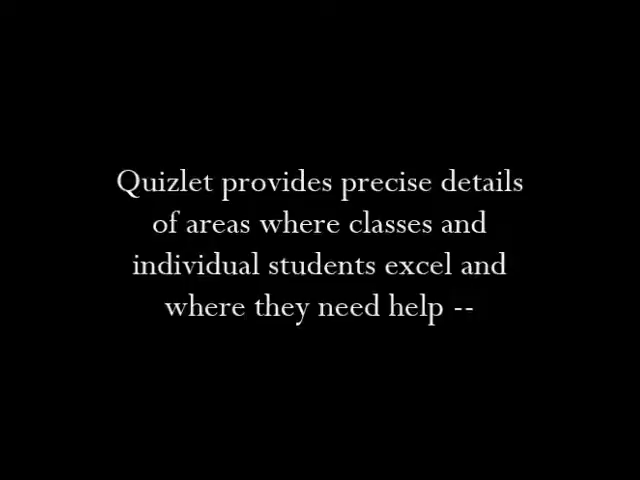 Quizlet provides precise details
of areas where classes and
individual students excel and
where they need help --